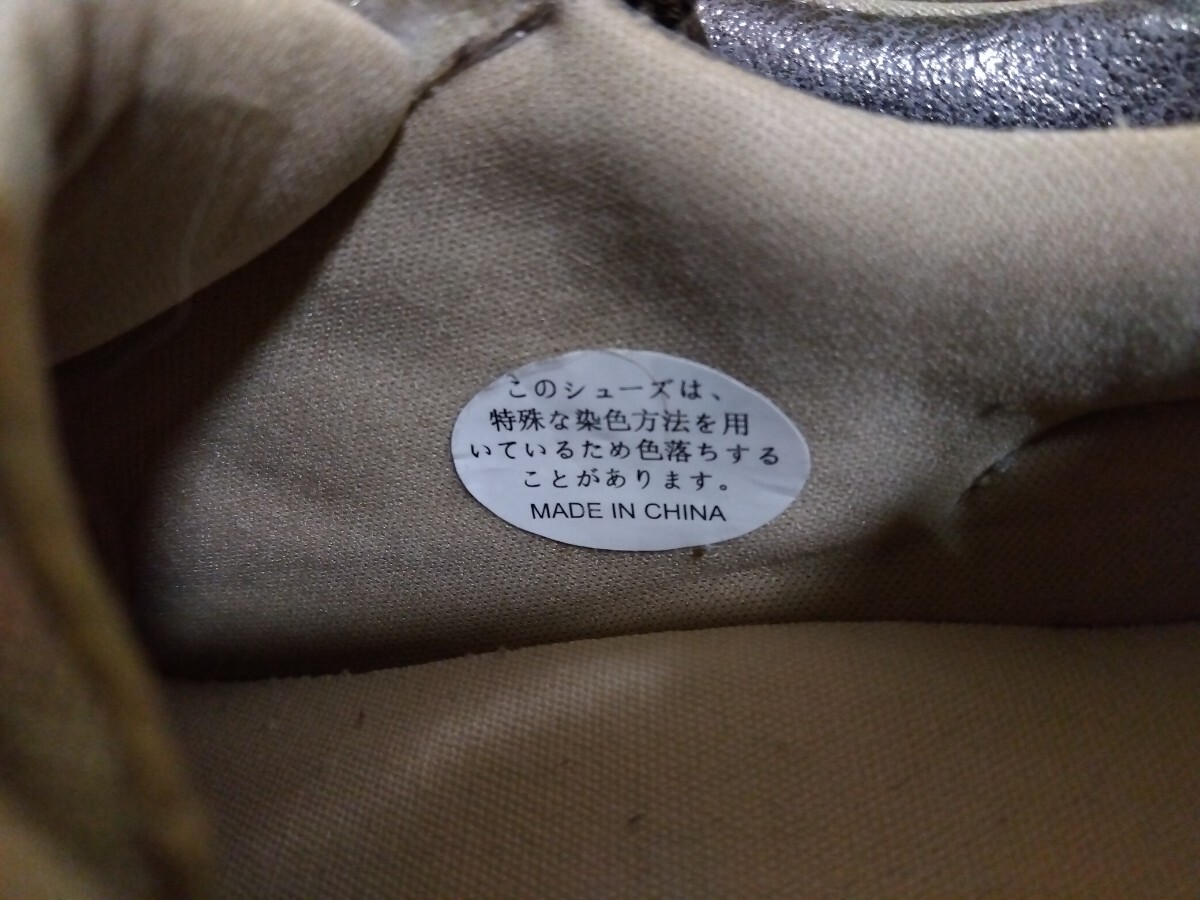 このシューズは、
特殊な染色方法を用
いているため色落ちする
ことがあります。
MADE IN CHINA